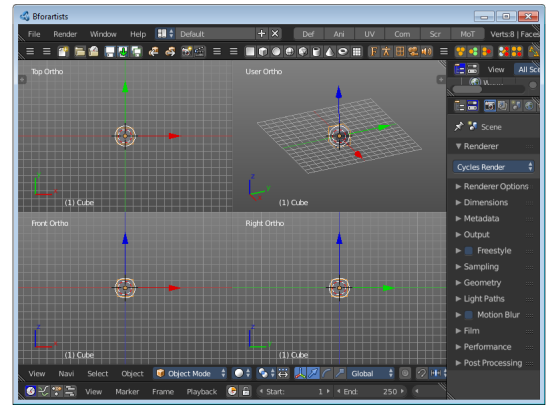 Bforartists
File Render Window Help Default Def Ani UV Com Scr MoT Verts:8 | Faces
View All Sce
Top Ortho
User Ortho
Scene
Renderer
Cycles Render
Renderer Options
Dimensions
Metadata
Output
Freestyle
Sampling
Geometry
Light Paths
Motion Blur
Film
Performance
Post Processing
(1) Cube
(1) Cube
Front Ortho
Right Ortho
(1) Cube
(1) Cube
View Navi Select Object Object Mode Global
View Marker Frame Playback Start: 1 End: 250